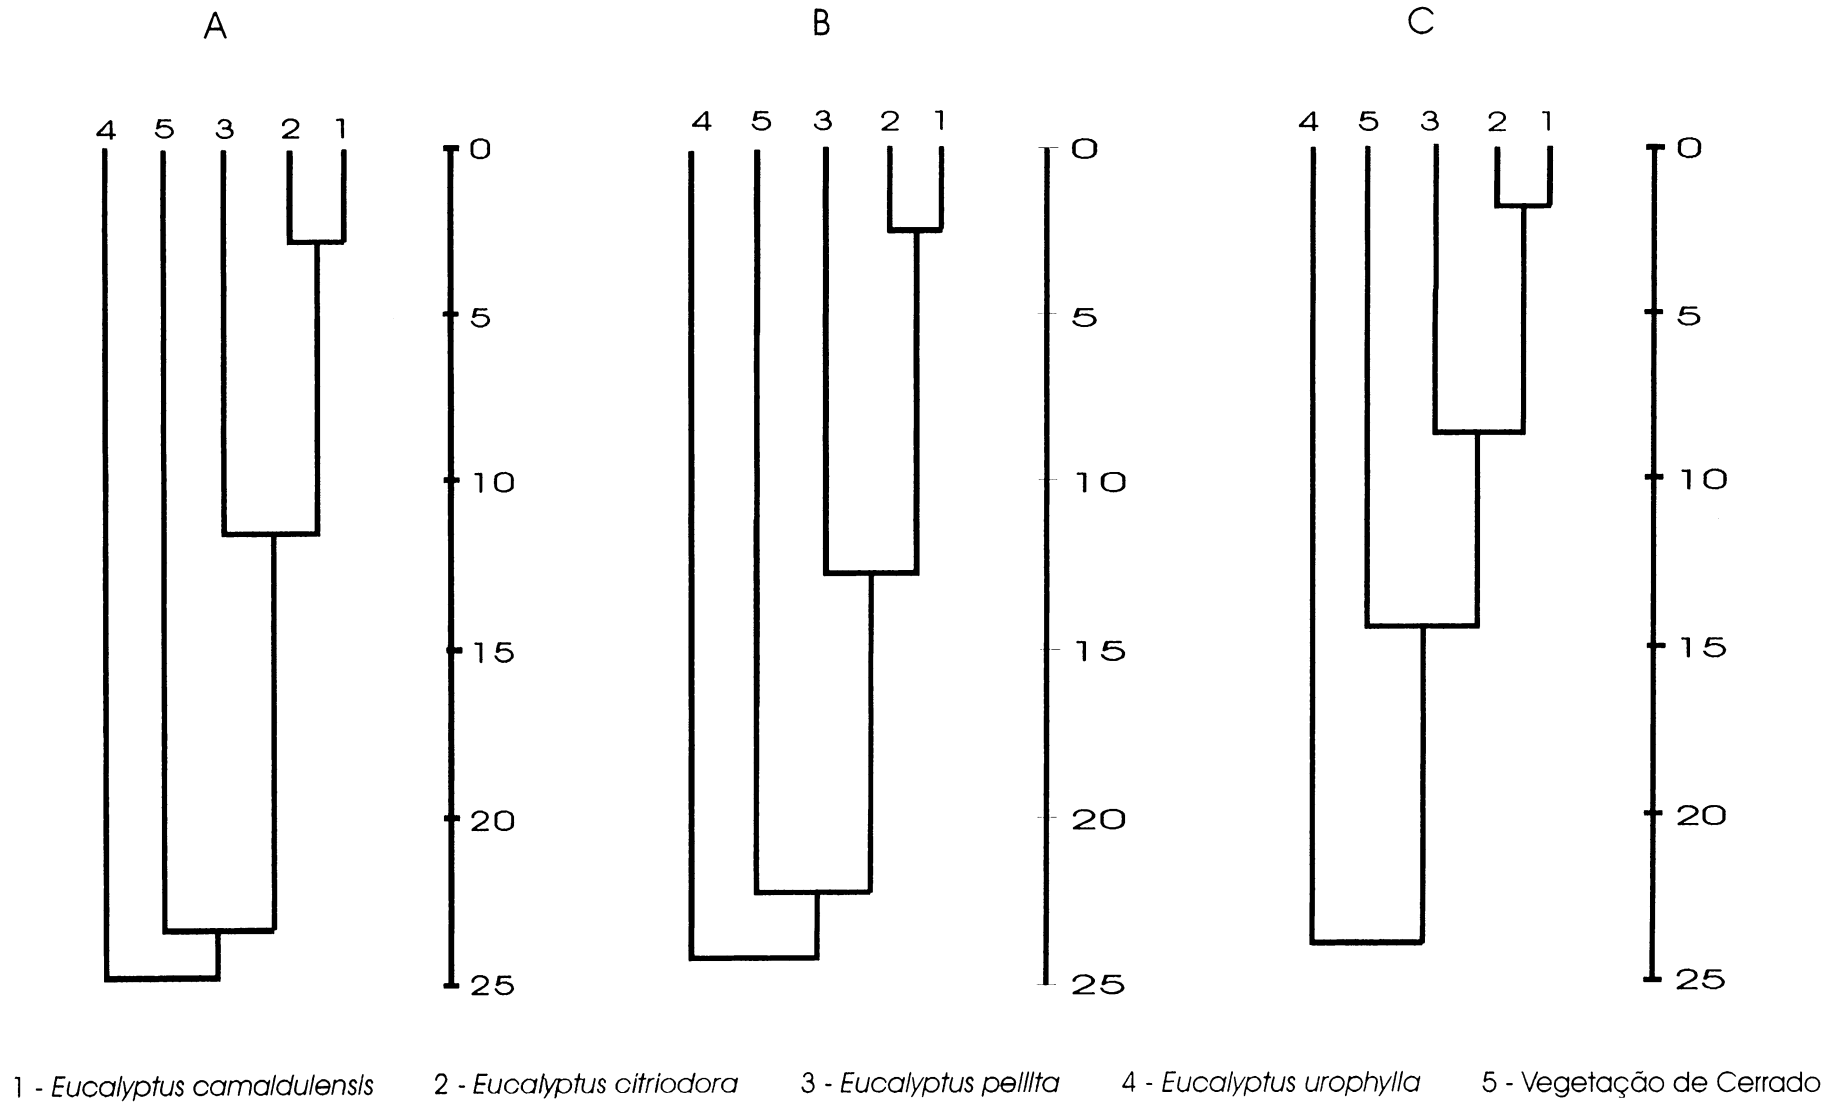 A B C
4 5 3 2 1 4 5 3 2 1 4 5 3 2 1
0 0 0
5 5 5
10 10 10
15 15 15
20 20 20
25 25 25
1 - Eucalyptus camaldulensis 2 - Eucalyptus citriodora 3 - Eucalyptus pellita 4 - Eucalyptus urophylla 5 - Vegetação de Cerrado